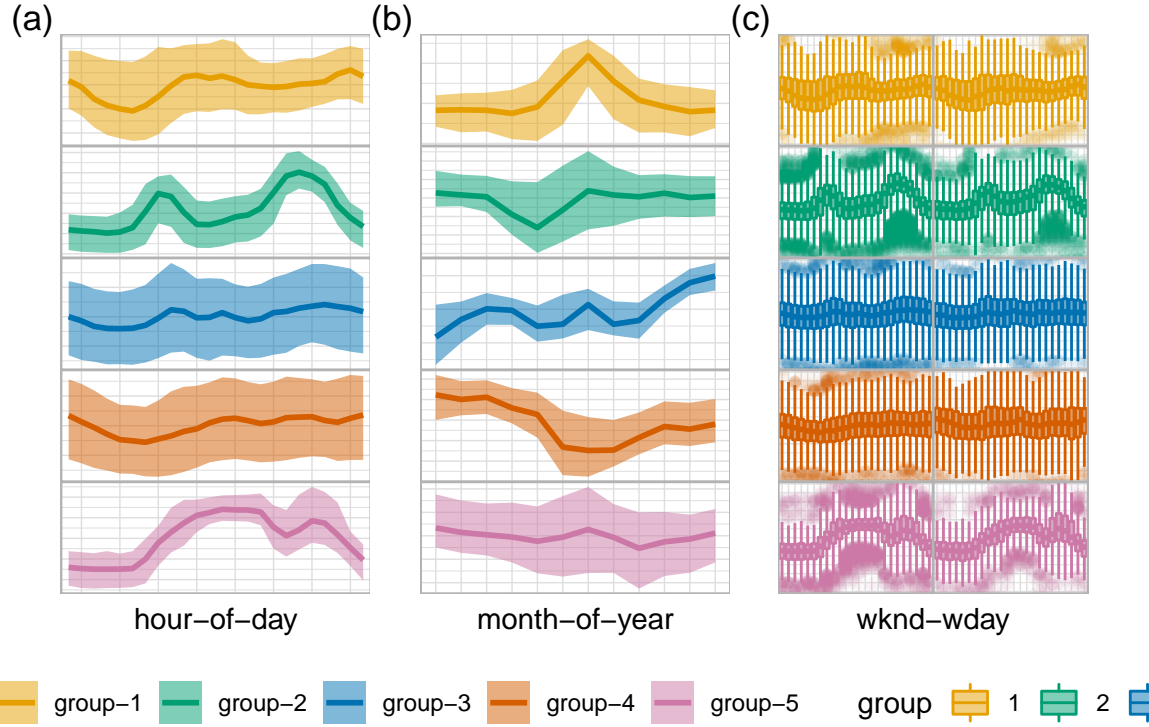 (a) (b) (c)
hour−of−day month−of−year wknd−wday
group−1 group−2 group−3 group−4 group−5 group 1 2